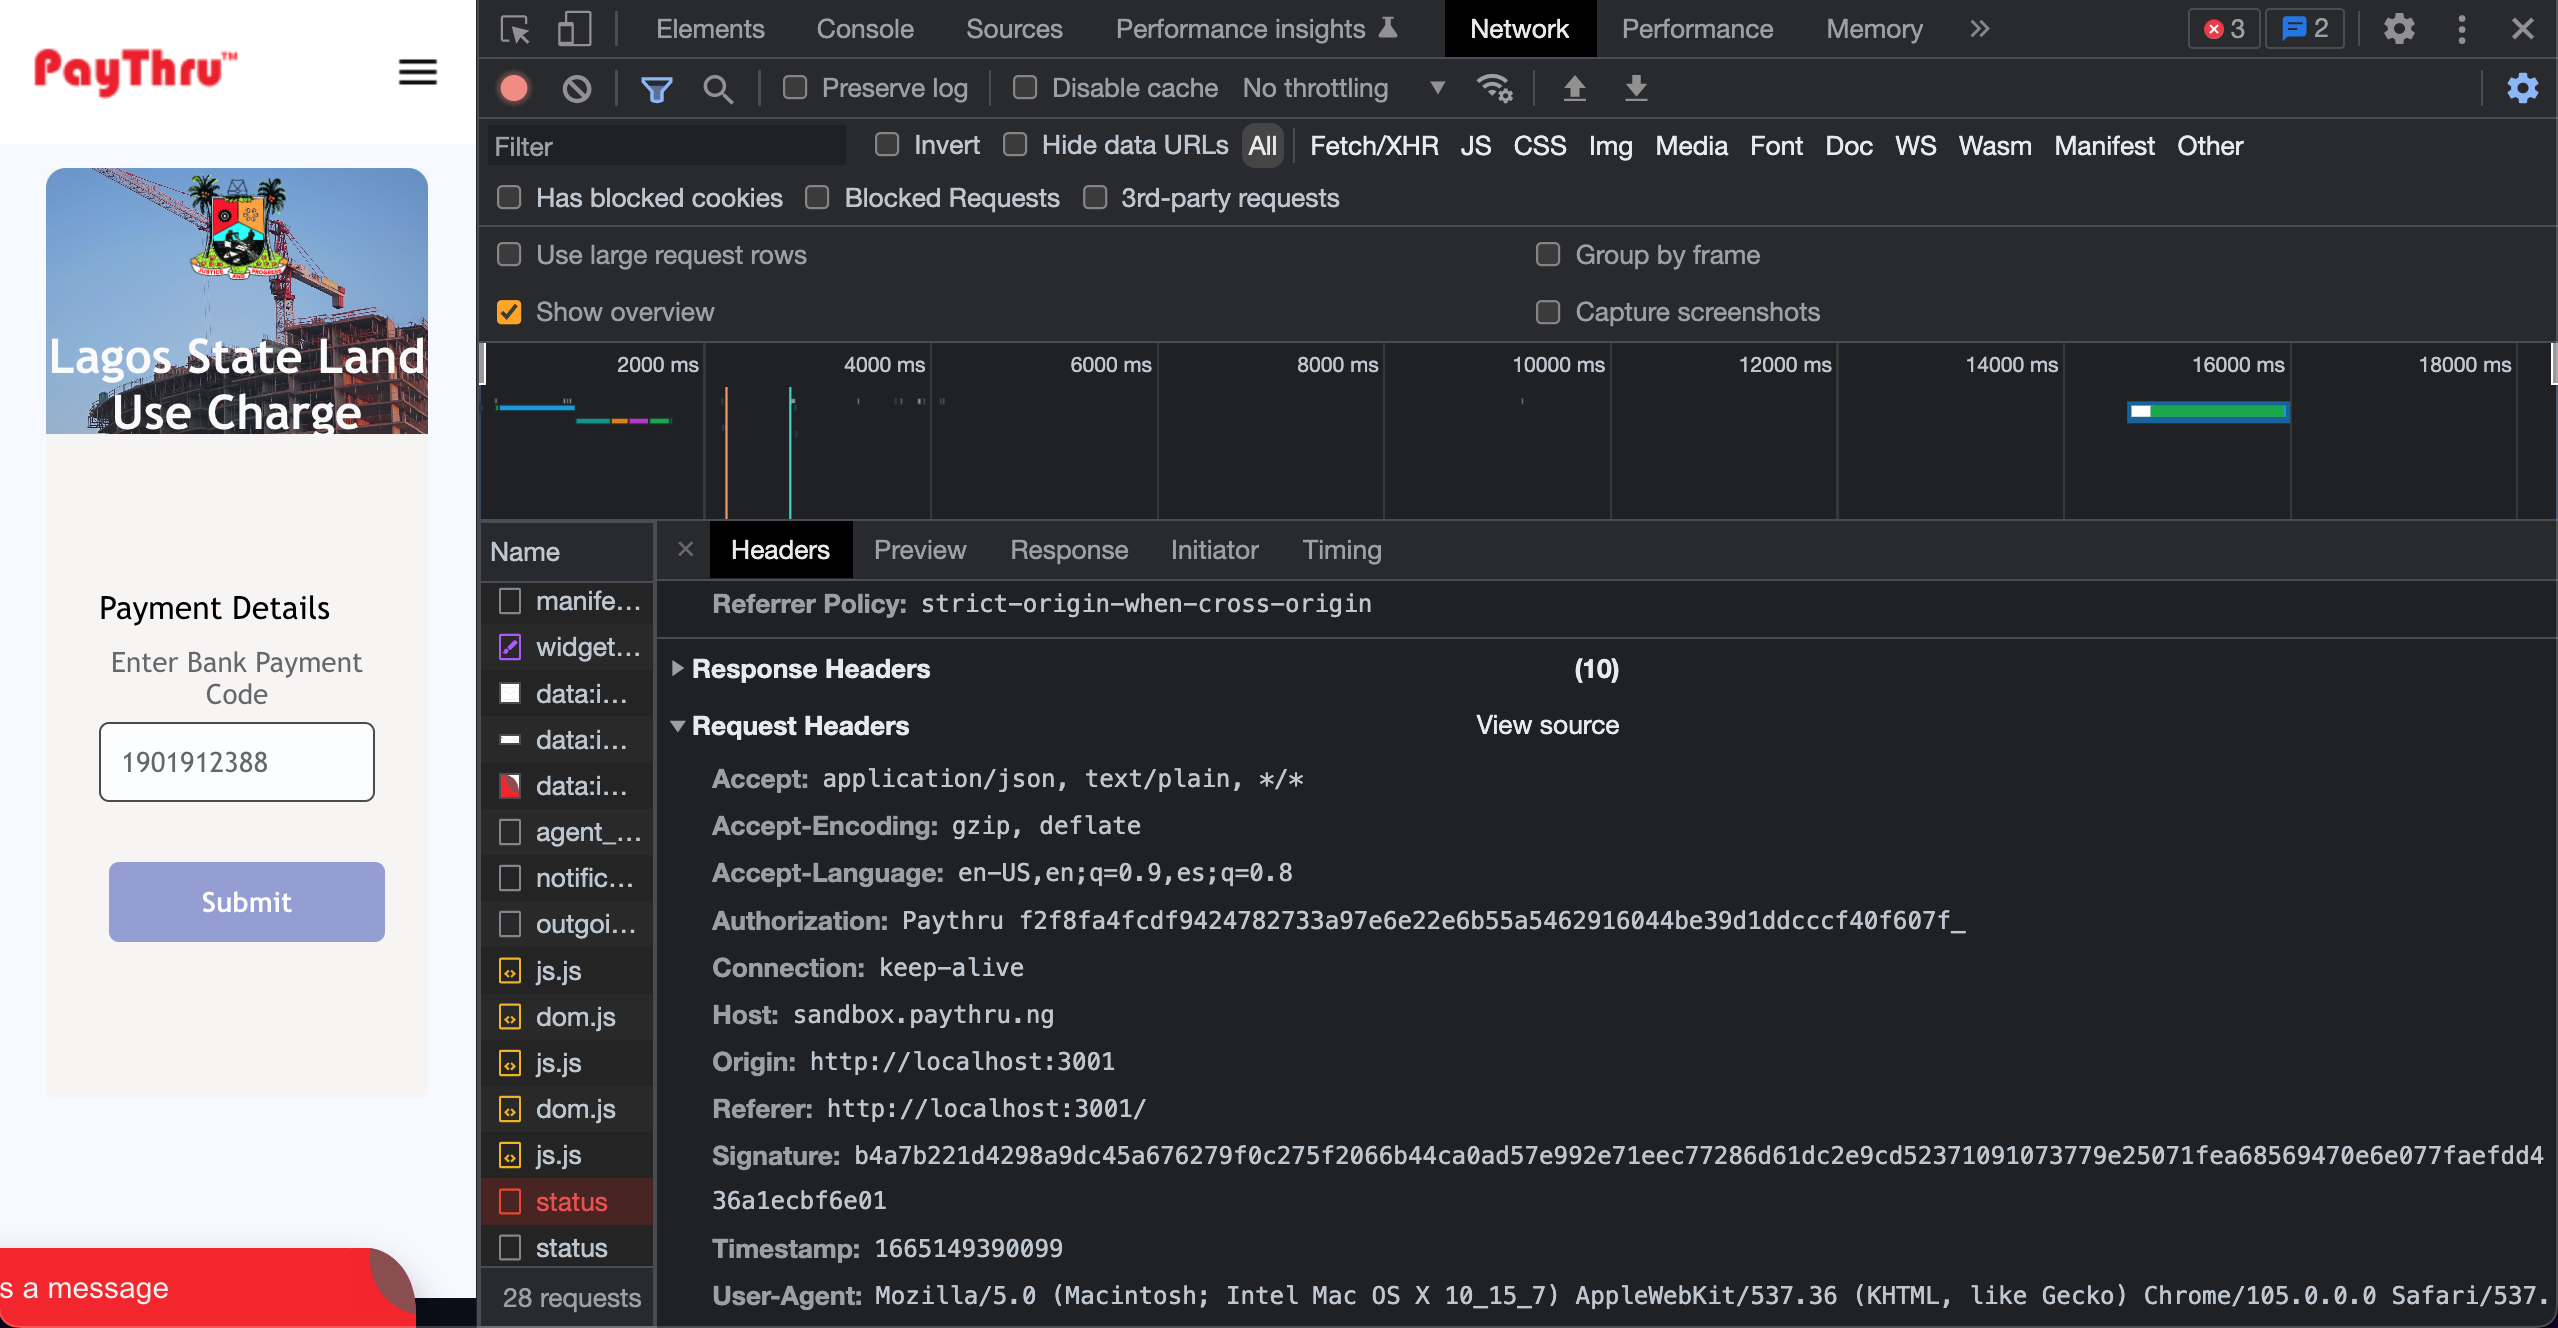 PayThru™
JUSTICE AND PROGRESS
Lagos State Land
Use Charge
Payment Details
Enter Bank Payment
Code
1901912388
Submit
s a message
Elements Console Sources Performance insights Network Performance Memory 3 2
Preserve log Disable cache No throttling
Filter Invert Hide data URLs All Fetch/XHR JS CSS Img Media Font Doc WS Wasm Manifest Other
Has blocked cookies Blocked Requests 3rd-party requests
Use large request rows Group by frame
Show overview Capture screenshots
2000 ms 4000 ms 6000 ms 8000 ms 10000 ms 12000 ms 14000 ms 16000 ms 18000 ms
Name
manife...
widget...
data:i...
data:i...
data:i...
agent_...
notific...
outgoi...
js.js
dom.js
js.js
dom.js
js.js
status
status
28 requests
Headers Preview Response Initiator Timing
Referrer Policy: strict-origin-when-cross-origin
Response Headers (10)
Request Headers View source
Accept: application/json, text/plain, */*
Accept-Encoding: gzip, deflate
Accept-Language: en-US,en;q=0.9,es;q=0.8
Authorization: Paythru f2f8fa4fcdf9424782733a97e6e22e6b55a5462916044be39d1ddcccf40f607f_
Connection: keep-alive
Host: sandbox.paythru.ng
Origin: http://localhost:3001
Referer: http://localhost:3001/
Signature: b4a7b221d4298a9dc45a676279f0c275f2066b44ca0ad57e992e71eec77286d61dc2e9cd52371091073779e25071fea68569470e6e077faefdd4
36a1ecbf6e01
Timestamp: 1665149390099
User-Agent: Mozilla/5.0 (Macintosh; Intel Mac OS X 10_15_7) AppleWebKit/537.36 (KHTML, like Gecko) Chrome/105.0.0.0 Safari/537.